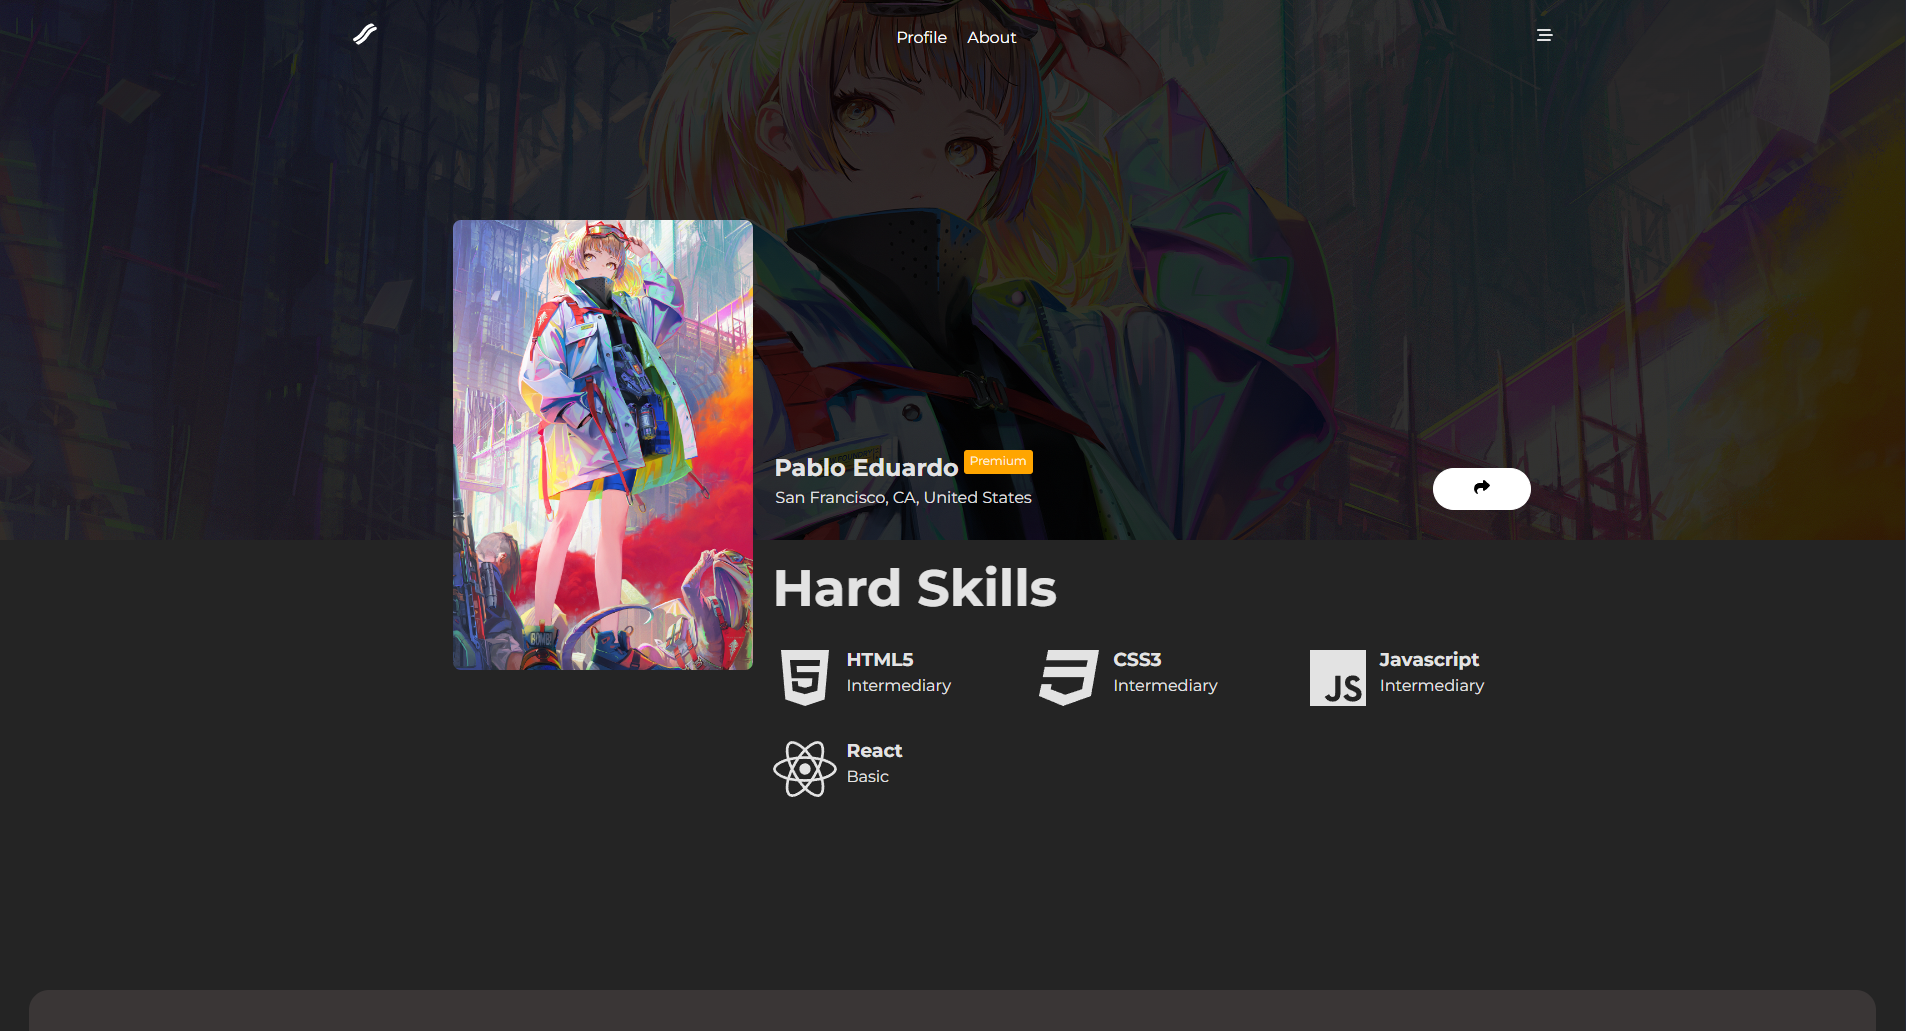 Profile About
Pablo Eduardo Premium
San Francisco, CA, United States
Hard Skills
HTML5
Intermediary
CSS3
Intermediary
JS
Javascript
Intermediary
React
Basic